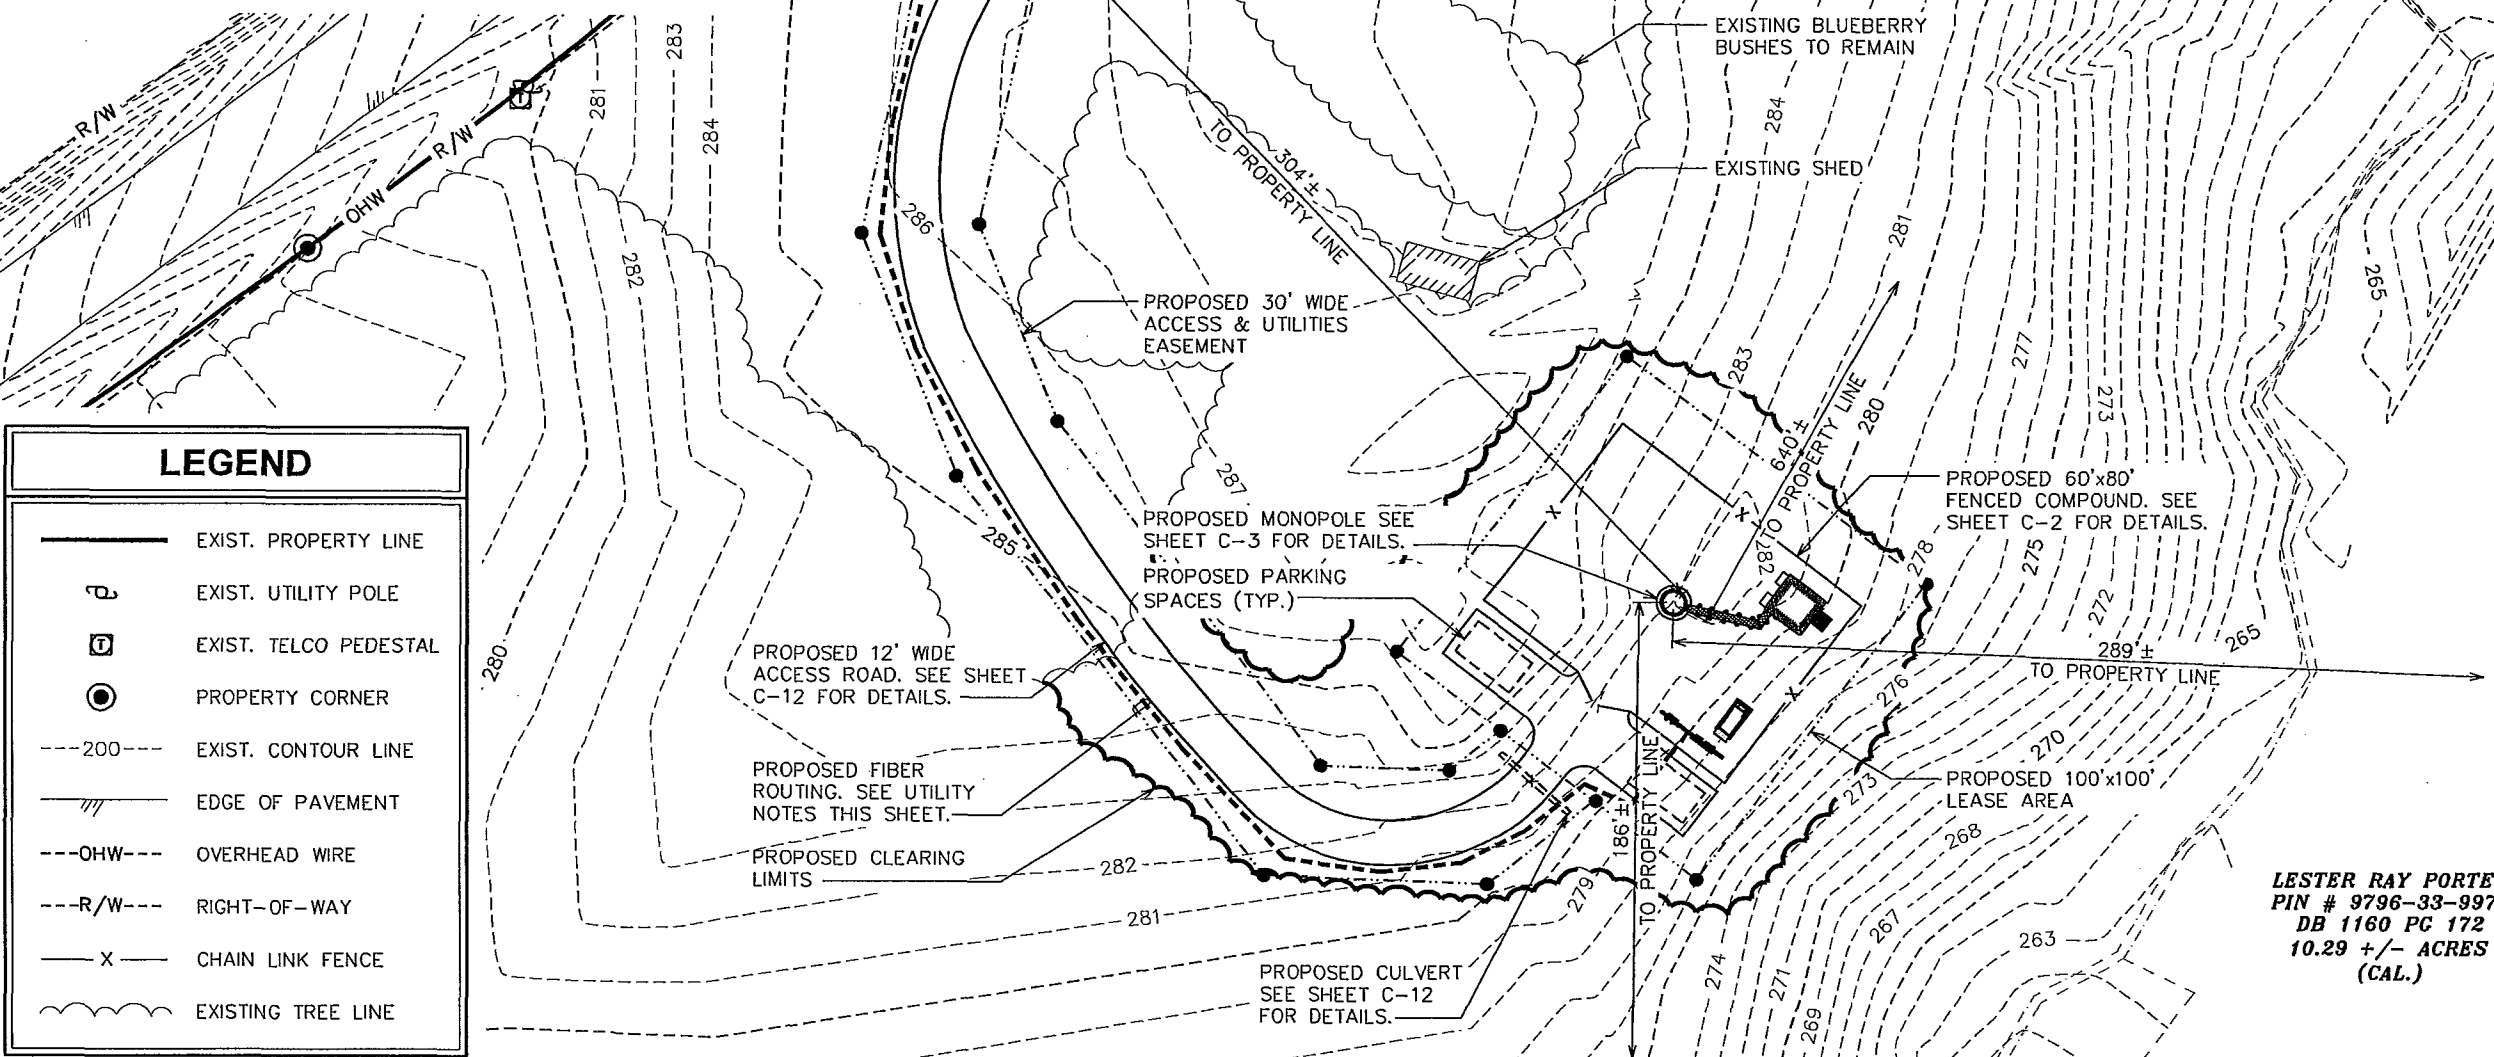 EXISTING BLUEBERRY
BUSHES TO REMAIN
EXISTING SHED
R/W
R/W
OHW
281
283
284
282
286
304'±
TO PROPERTY LINE
284
281
265
277
283
273
280
PROPOSED 30' WIDE
ACCESS & UTILITIES
EASEMENT
640'±
TO PROPERTY LINE
287
285
PROPOSED MONOPOLE SEE
SHEET C-3 FOR DETAILS.
PROPOSED PARKING
SPACES (TYP.)
X
X
282
PROPOSED 60'x80'
FENCED COMPOUND. SEE
SHEET C-2 FOR DETAILS.
278
275
272
265
289'±
TO PROPERTY LINE
276
X
270
280
PROPOSED 12' WIDE
ACCESS ROAD. SEE SHEET
C-12 FOR DETAILS.
PROPOSED FIBER
ROUTING. SEE UTILITY
NOTES THIS SHEET.
PROPOSED CLEARING
LIMITS
282
281
X
186'±
TO PROPERTY LINE
273
PROPOSED 100'x100'
LEASE AREA
268
279
267
263
274
271
269
PROPOSED CULVERT
SEE SHEET C-12
FOR DETAILS.
LESTER RAY PORTE
PIN # 9796-33-997
DB 1160 PG 172
10.29 +/- ACRES
(CAL.)
LEGEND
EXIST. PROPERTY LINE
EXIST. UTILITY POLE
T EXIST. TELCO PEDESTAL
PROPERTY CORNER
---200--- EXIST. CONTOUR LINE
EDGE OF PAVEMENT
---OHW--- OVERHEAD WIRE
---R/W--- RIGHT-OF-WAY
X CHAIN LINK FENCE
EXISTING TREE LINE